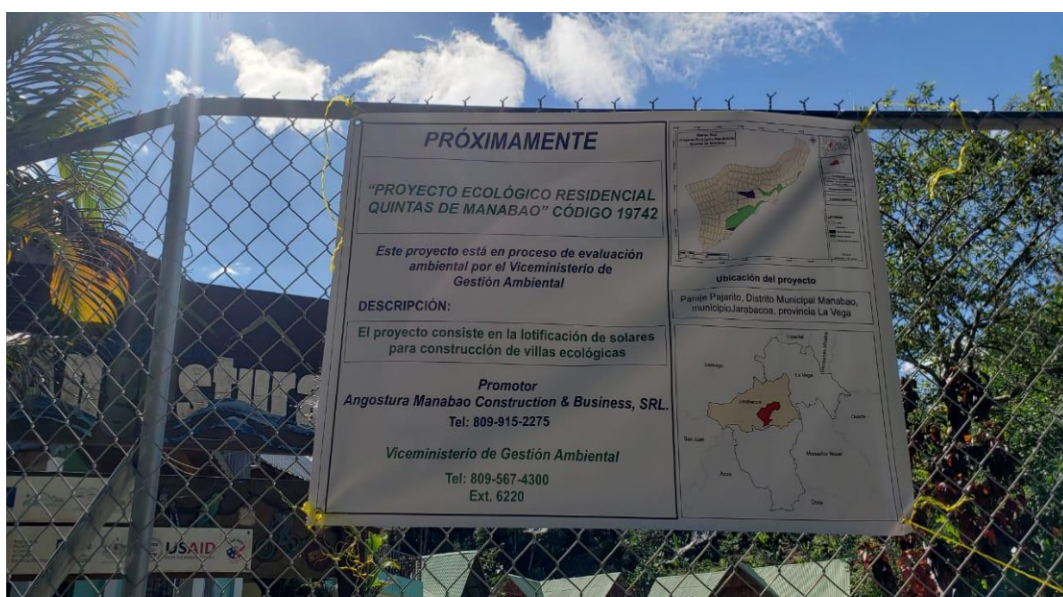 PRÓXIMAMENTE
“PROYECTO ECOLÓGICO RESIDENCIAL
QUINTAS DE MANABAO” CÓDIGO 19742
Este proyecto está en proceso de evaluación
ambiental por el Viceministerio de
Gestión Ambiental
DESCRIPCIÓN:
El proyecto consiste en la lotificación de solares
para construcción de villas ecológicas
Promotor
Angostura Manabao Construction & Business, SRL.
Tel: 809-915-2275
Viceministerio de Gestión Ambiental
Tel: 809-567-4300
Ext. 6220
Ubicación del proyecto
Paraje Pajarito, Distrito Municipal Manabao,
municipioJarabacoa, provincia La Vega
Santiago
La Vega
Jarabacoa
San Juan
Azua
Monseñor Nouel
USAID